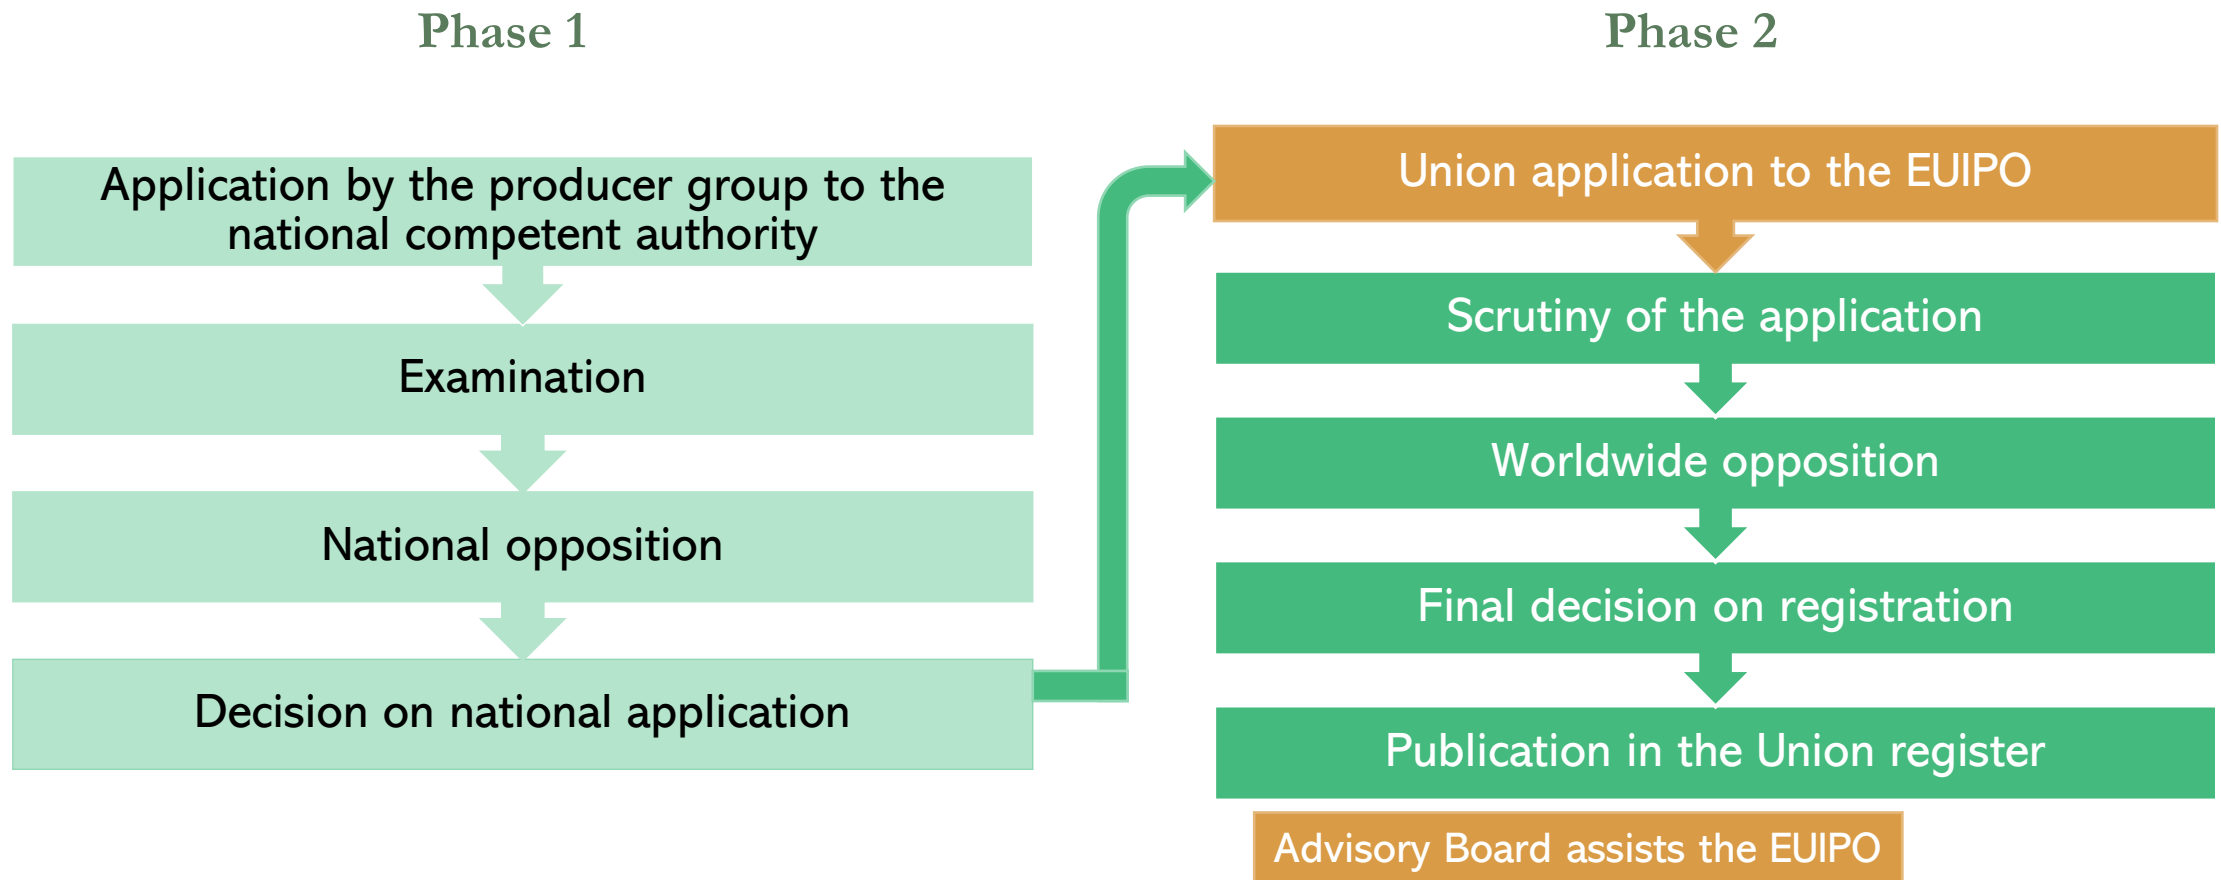 Phase 1
Application by the producer group to the
national competent authority
Examination
National opposition
Decision on national application
Phase 2
Union application to the EUIPO
Scrutiny of the application
Worldwide opposition
Final decision on registration
Publication in the Union register
Advisory Board assists the EUIPO